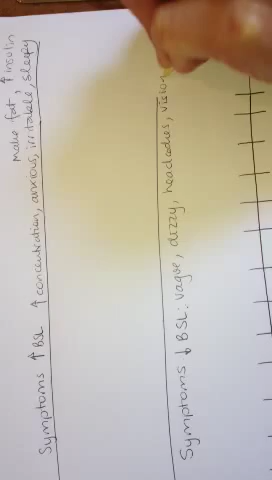 make fat, ↑ insulin
Symptoms ↑ BSL ↑ concentration, anxious, irritable, sleepy
Symptoms ↓ BSL: Vague, dizzy, headaches, vision